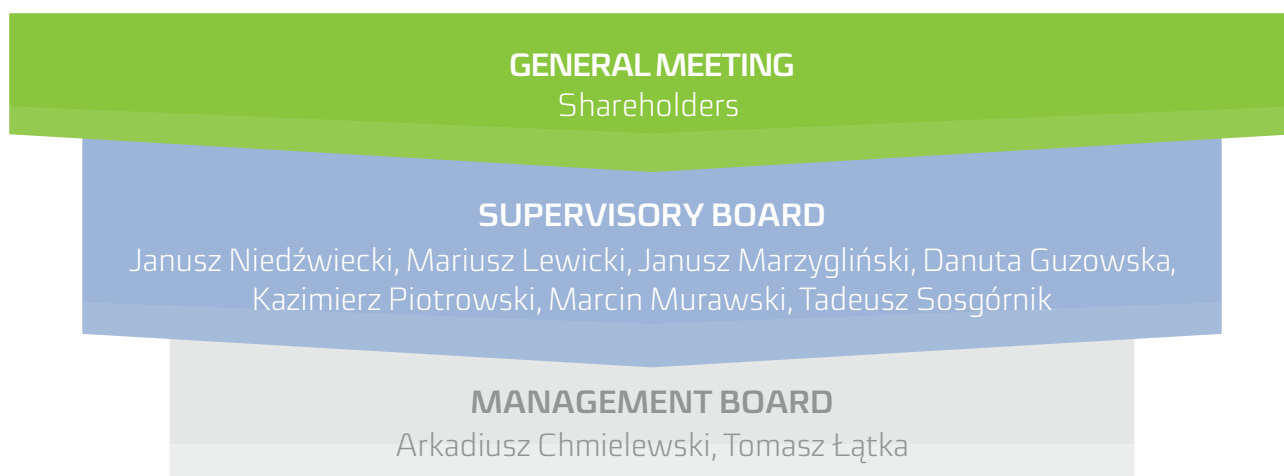 GENERAL MEETING
Shareholders
SUPERVISORY BOARD
Janusz Niedźwiecki, Mariusz Lewicki, Janusz Marzygliński, Danuta Guzowska,
Kazimierz Piotrowski, Marcin Murawski, Tadeusz Sosgórnik
MANAGEMENT BOARD
Arkadiusz Chmielewski, Tomasz Łątka